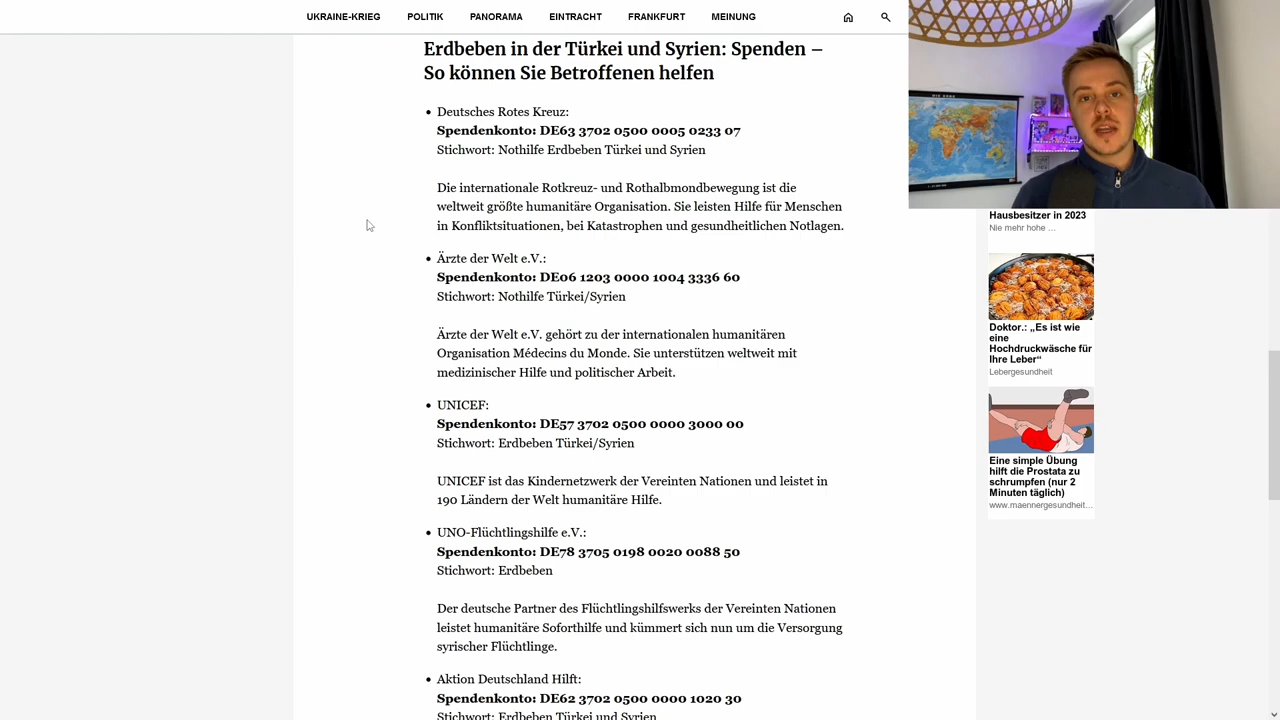 UKRAINE-KRIEG POLITIK PANORAMA EINTRACHT FRANKFURT MEINUNG
Erdbeben in der Türkei und Syrien: Spenden –
So können Sie Betroffenen helfen
• Deutsches Rotes Kreuz:
Spendenkonto: DE63 3702 0500 0005 0233 07
Stichwort: Nothilfe Erdbeben Türkei und Syrien
Die internationale Rotkreuz- und Rothalbmondbewegung ist die
weltweit größte humanitäre Organisation. Sie leisten Hilfe für Menschen
in Konfliktsituationen, bei Katastrophen und gesundheitlichen Notlagen.
• Ärzte der Welt e.V.:
Spendenkonto: DE06 1203 0000 1004 3336 60
Stichwort: Nothilfe Türkei/Syrien
Ärzte der Welt e.V. gehört zu der internationalen humanitären
Organisation Médecins du Monde. Sie unterstützen weltweit mit
medizinischer Hilfe und politischer Arbeit.
• UNICEF:
Spendenkonto: DE57 3702 0500 0000 3000 00
Stichwort: Erdbeben Türkei/Syrien
UNICEF ist das Kindernetzwerk der Vereinten Nationen und leistet in
190 Ländern der Welt humanitäre Hilfe.
• UNO-Flüchtlingshilfe e.V.:
Spendenkonto: DE78 3705 0198 0020 0088 50
Stichwort: Erdbeben
Der deutsche Partner des Flüchtlingshilfswerks der Vereinten Nationen
leistet humanitäre Soforthilfe und kümmert sich nun um die Versorgung
syrischer Flüchtlinge.
• Aktion Deutschland Hilft:
Spendenkonto: DE62 3702 0500 0000 1020 30
Stichwort: Erdbeben Türkei und Syrien
Hausbesitzer in 2023
Nie mehr hohe ...
Doktor.: „Es ist wie
eine
Hochdruckwäsche für
Ihre Leber“
Lebergesundheit
Eine simple Übung
hilft die Prostata zu
schrumpfen (nur 2
Minuten täglich)
www.maennergesundheit...